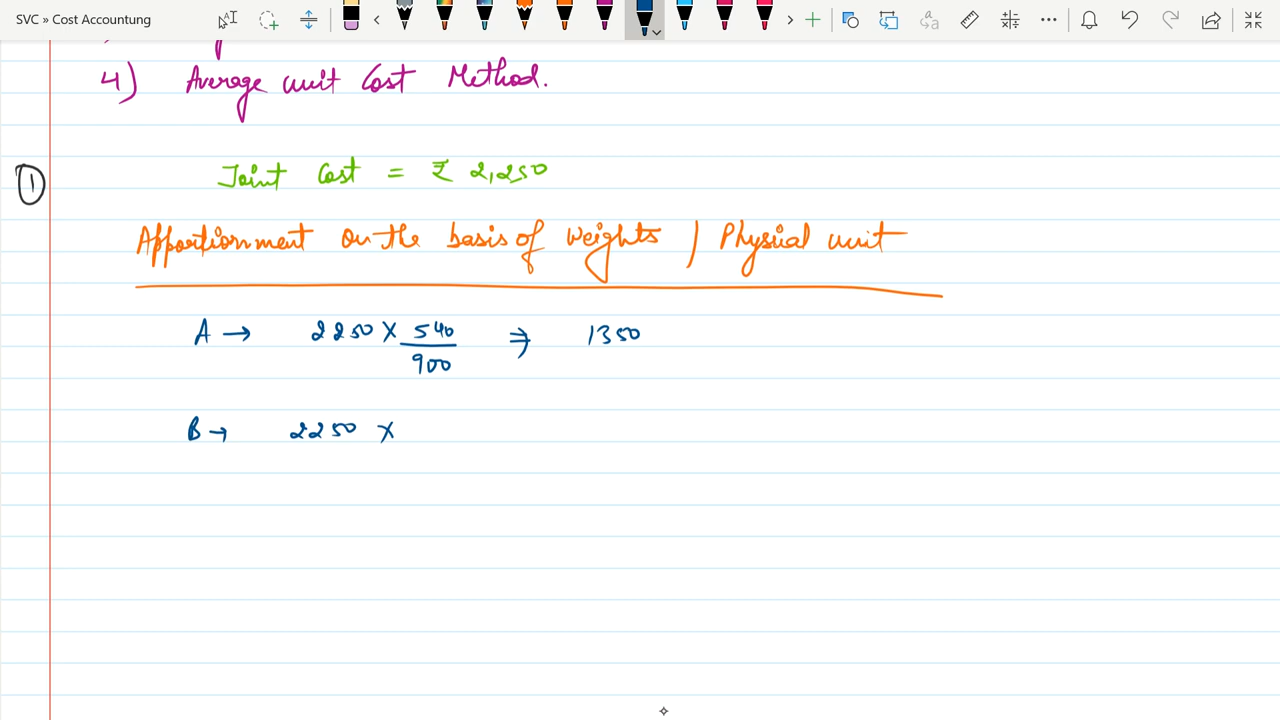 SVC » Cost Accountung
4) Average unit Cost Method.
① Joint Cost = ₹ 2,250
Apportionment on the basis of weights / Physical unit
A → 2250 × 540/900 ⇒ 1350
B → 2250 ×